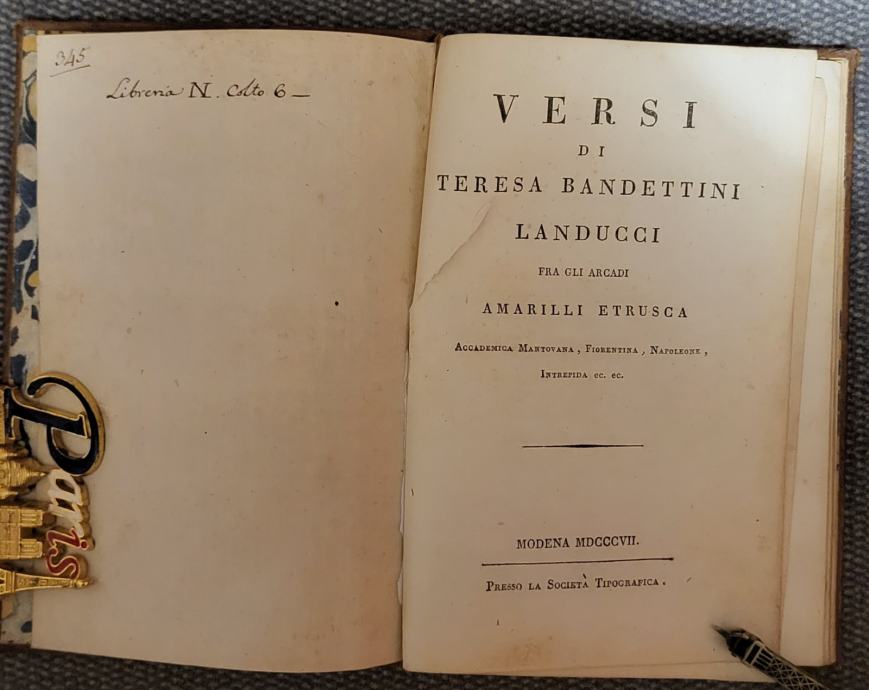 345
Libreria N. Colto 6 —
Paris
VERSI
DI
TERESA BANDETTINI
LANDUCCI
FRA GLI ARCADI
AMARILLI ETRUSCA
ACCADEMICA MANTOVANA, FIORENTINA, NAPOLEONE,
INTREPIDA ec. ec.
MODENA MDCCCVII.
PRESSO LA SOCIETÀ TIPOGRAFICA.